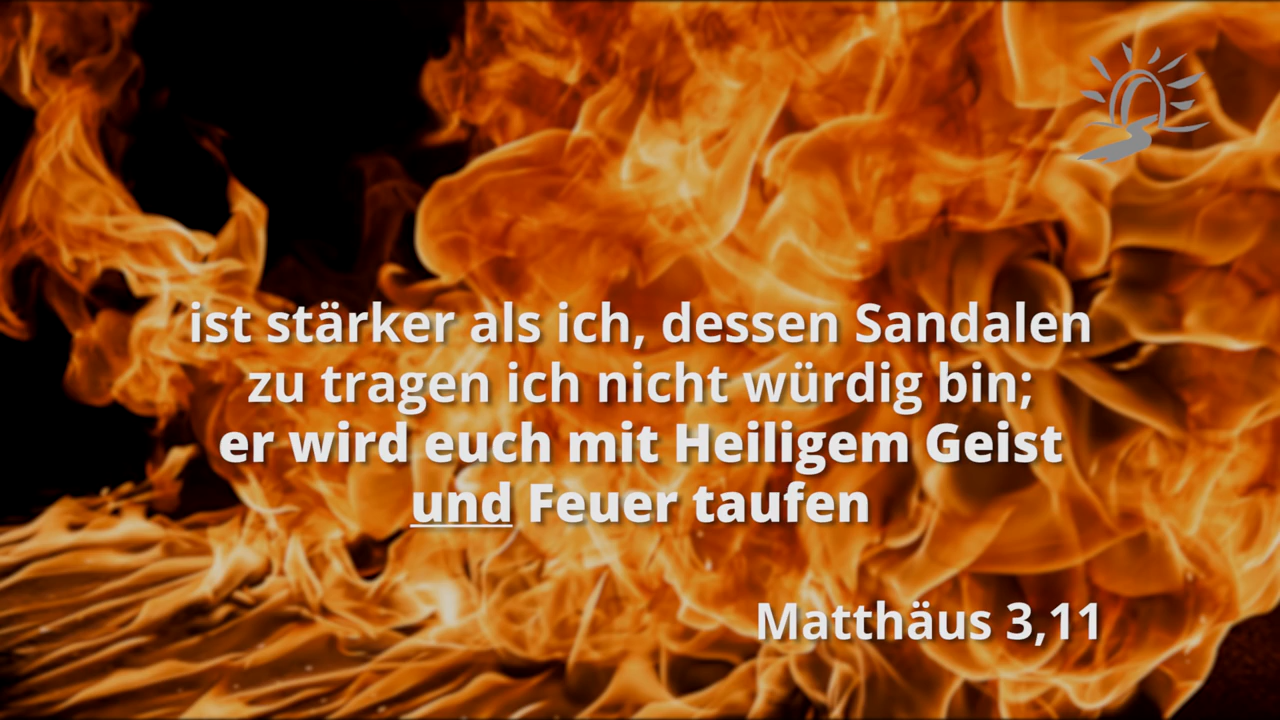 ist stärker als ich, dessen Sandalen
zu tragen ich nicht würdig bin;
er wird euch mit Heiligem Geist
und Feuer taufen
Matthäus 3,11